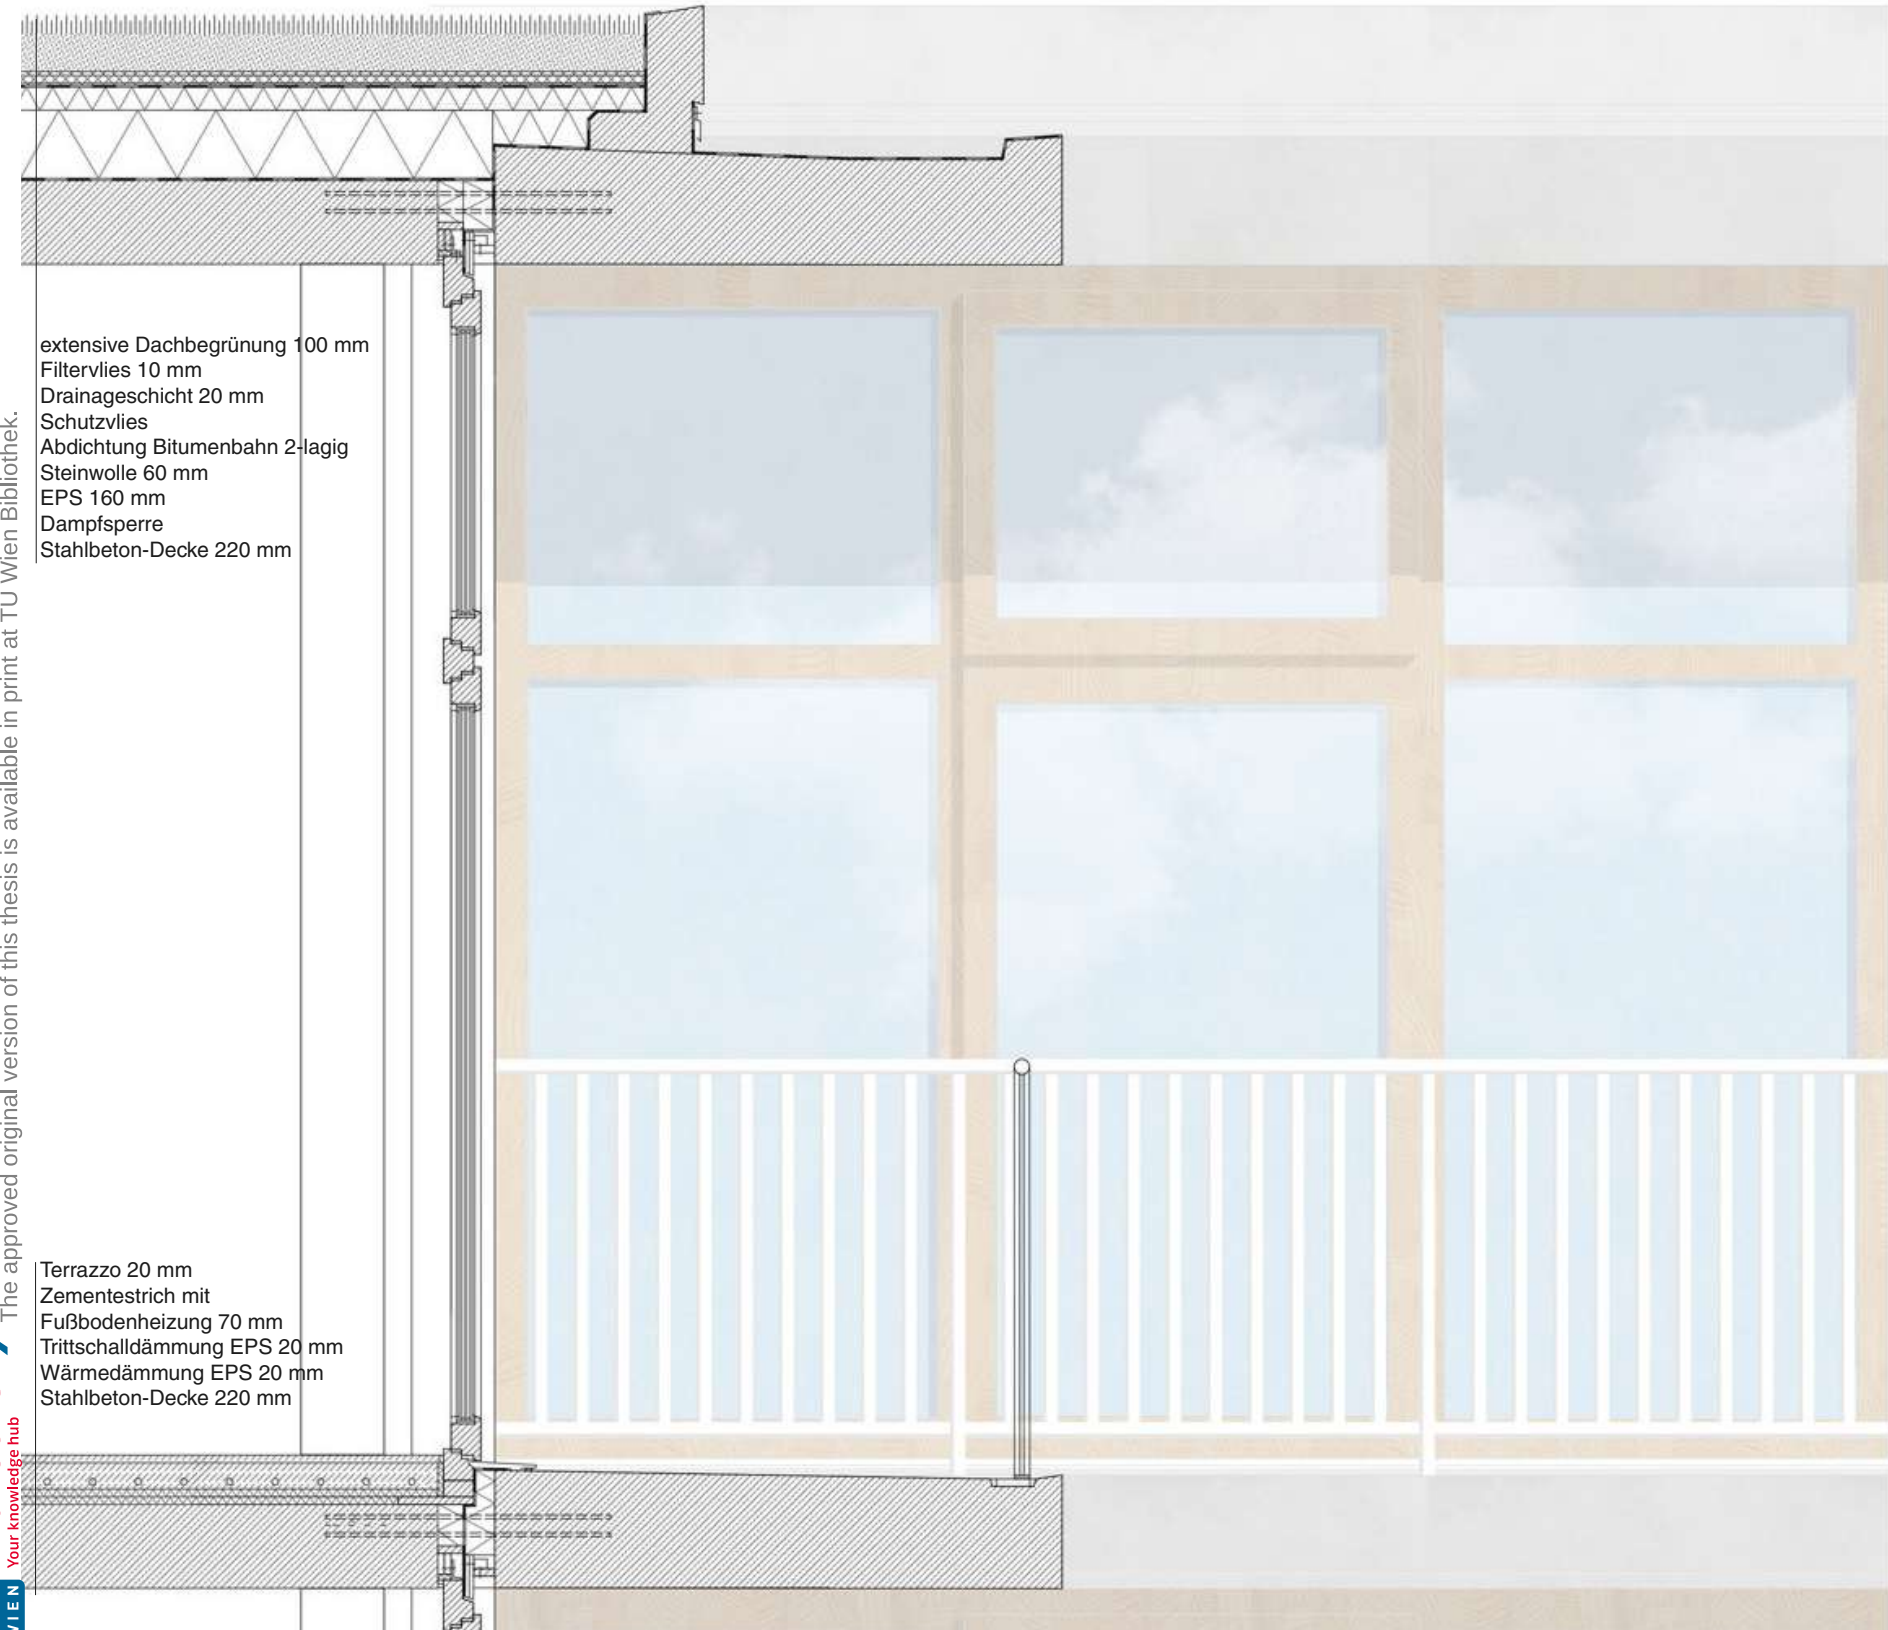 extensive Dachbegrünung 100 mm
Filtervlies 10 mm
Drainageschicht 20 mm
Schutzvlies
Abdichtung Bitumenbahn 2-lagig
Steinwolle 60 mm
EPS 160 mm
Dampfsperre
Stahlbeton-Decke 220 mm
Terrazzo 20 mm
Zementestrich mit
Fußbodenheizung 70 mm
Trittschalldämmung EPS 20 mm
Wärmedämmung EPS 20 mm
Stahlbeton-Decke 220 mm
The approved original version of this thesis is available in print at TU Wien Bibliothek.
Your knowledge hub
WIEN